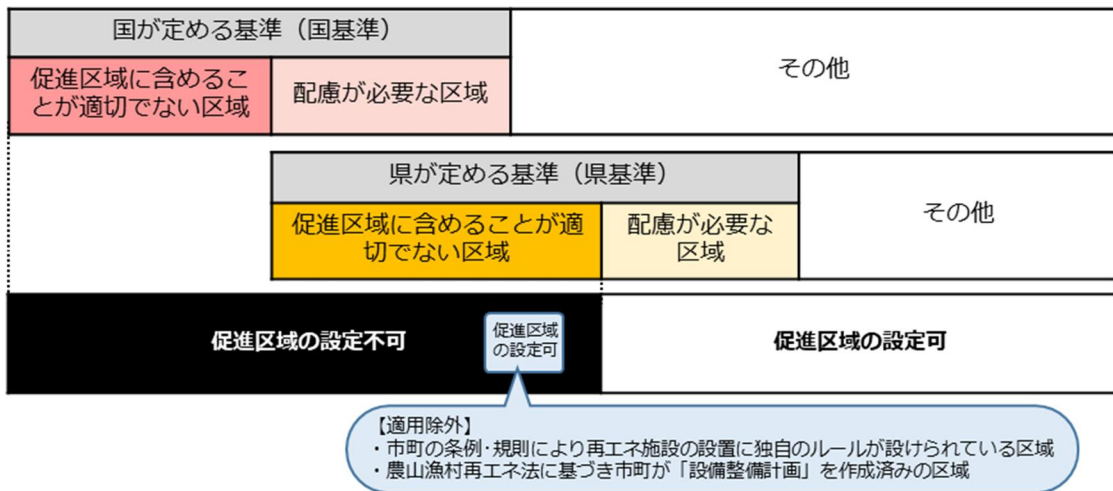 国が定める基準（国基準）
促進区域に含めるこ
とが適切でない区域
配慮が必要な区域
その他
県が定める基準（県基準）
促進区域に含めることが適
切でない区域
配慮が必要な
区域
その他
促進区域の設定不可
促進区域
の設定可
促進区域の設定可
【適用除外】
・市町の条例･規則により再エネ施設の設置に独自のルールが設けられている区域
・農山漁村再エネ法に基づき市町が「設備整備計画」を作成済みの区域